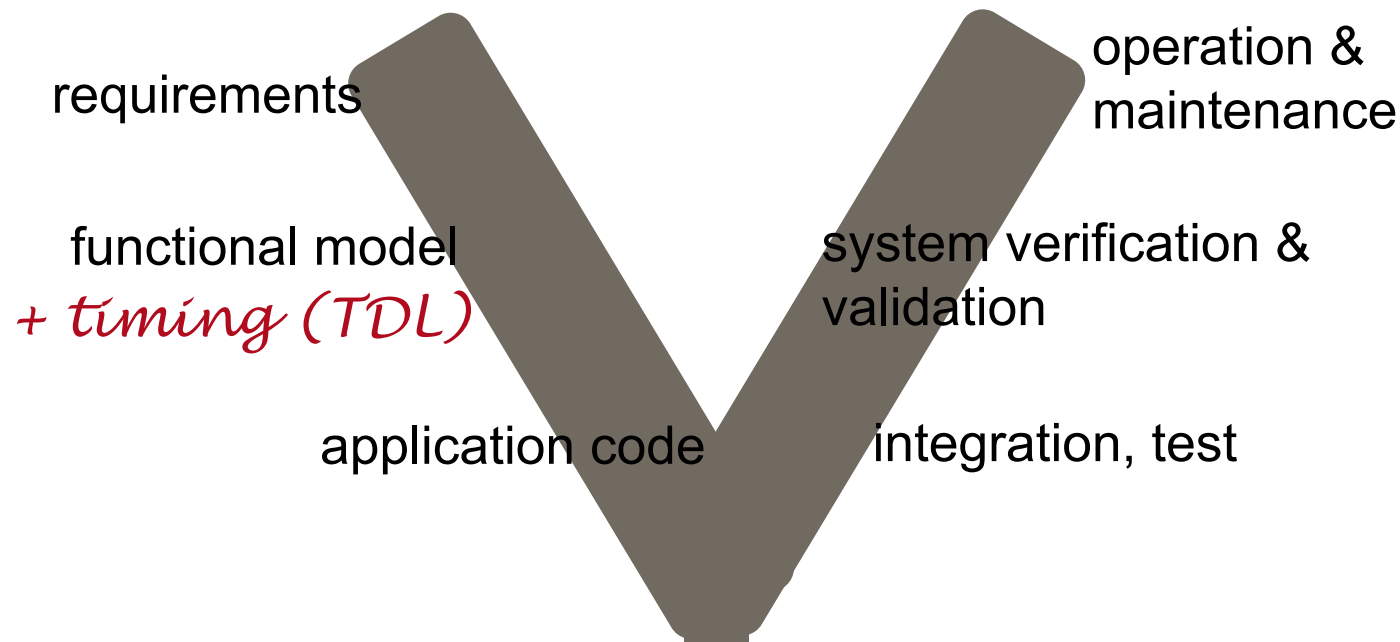 requirements
functional model
+ timing (TDL)
application code
operation &
maintenance
system verification &
validation
integration, test